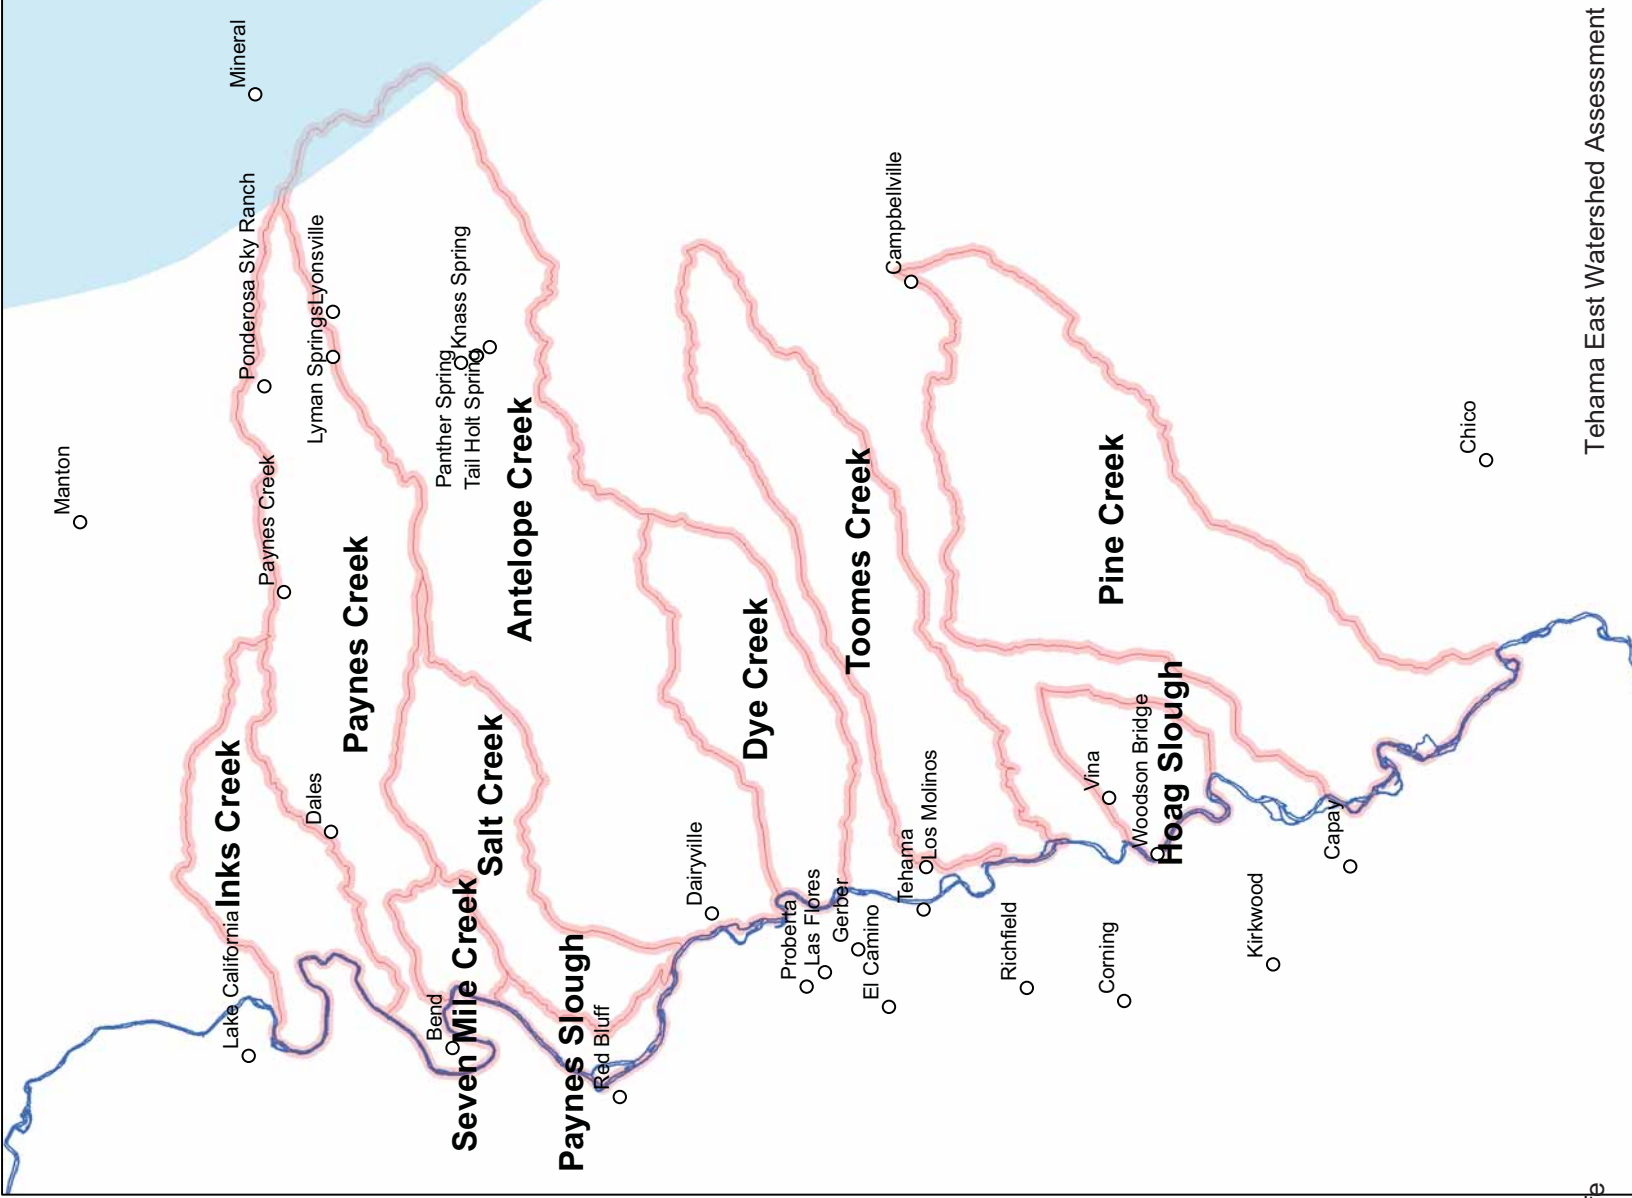 Mineral
Manton
Ponderosa Sky Ranch
Lyonsville
Lyman Springs
Paynes Creek
Knass Spring
Panther Spring
Tail Holt Spring
Campbellville
Antelope Creek
Paynes Creek
Inks Creek
Dales
Salt Creek
Dye Creek
Toomes Creek
Pine Creek
Chico
Lake California
Bend
Seven Mile Creek
Paynes Slough
Red Bluff
Dairyville
Proberta
Las Flores
Gerber
El Camino
Tehama
Los Molinos
Vina
Woodson Bridge
Hoag Slough
Richfield
Corning
Kirkwood
Capay
Tehama East Watershed Assessment